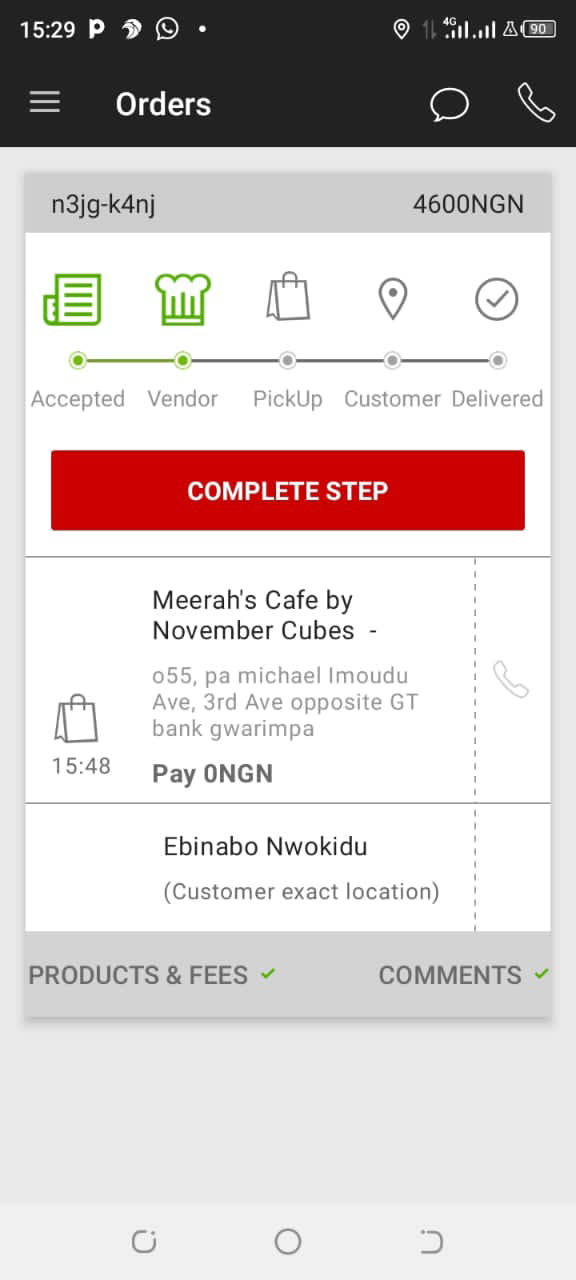 15:29 P 4G 90
Orders
n3jg-k4nj 4600NGN
Accepted Vendor PickUp Customer Delivered
COMPLETE STEP
Meerah's Cafe by
November Cubes -
o55, pa michael Imoudu
Ave, 3rd Ave opposite GT
bank gwarimpa
15:48
Pay 0NGN
Ebinabo Nwokidu
(Customer exact location)
PRODUCTS & FEES COMMENTS